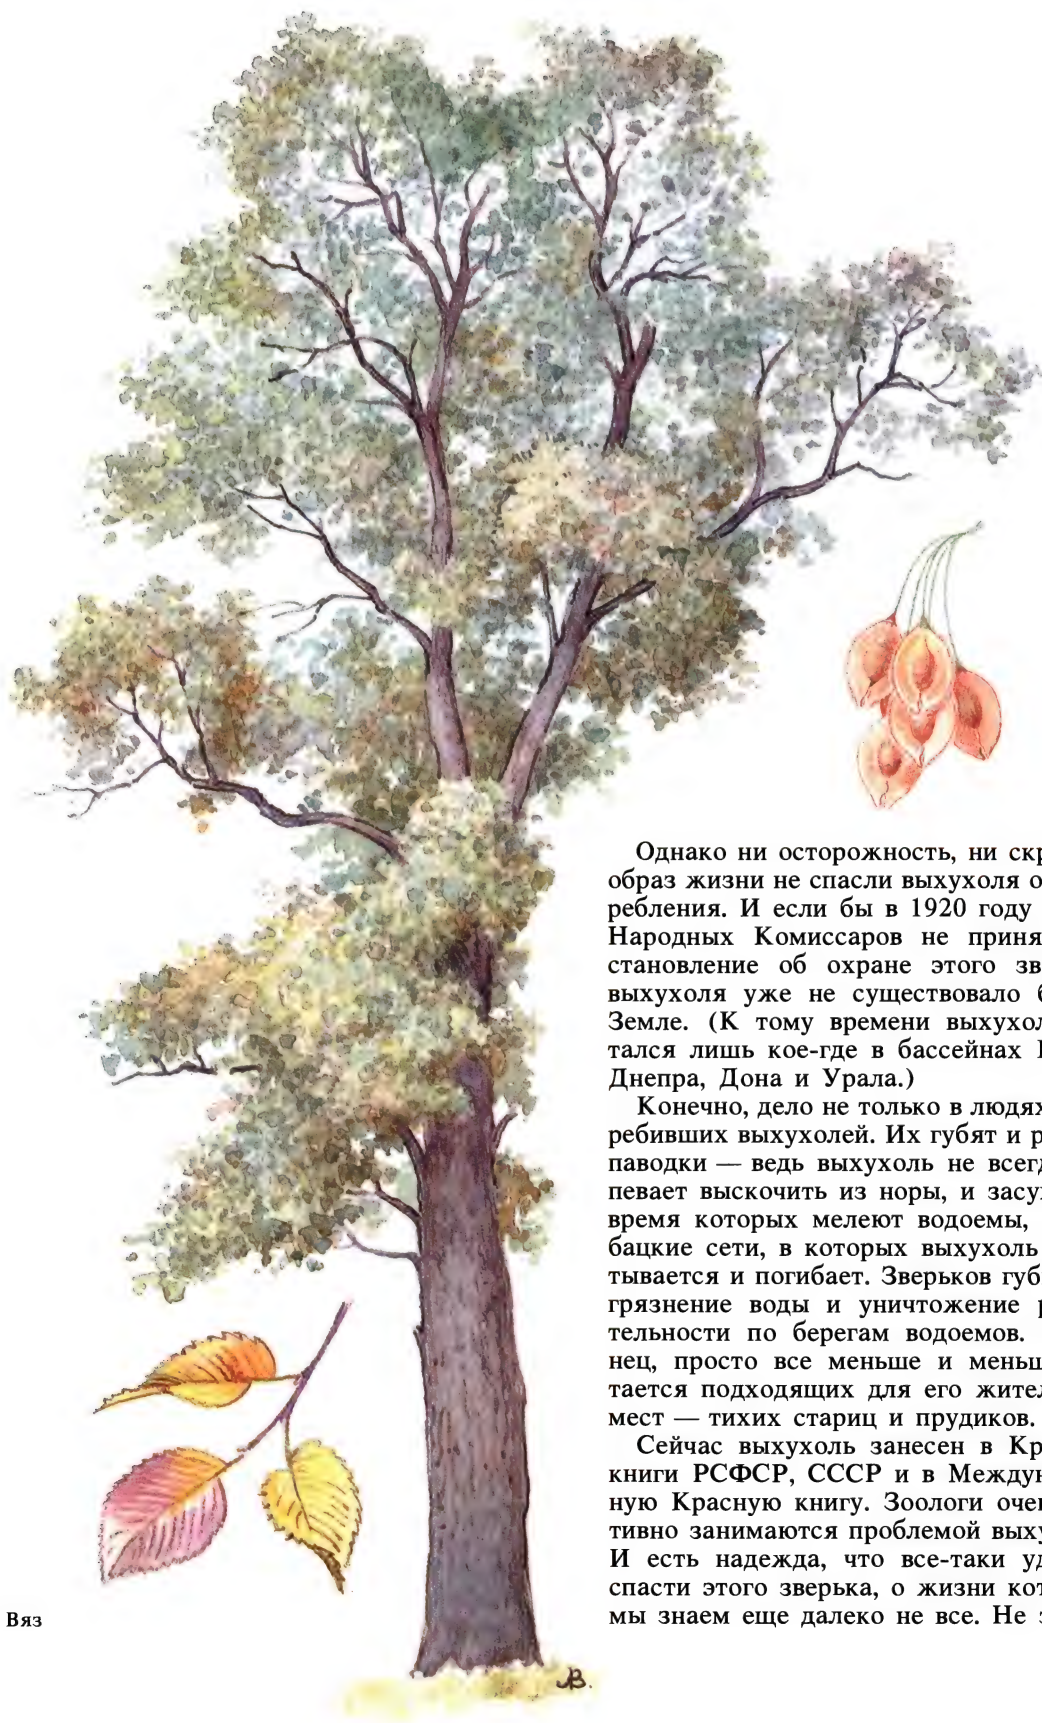 Однако ни осторожность, ни скр
образ жизни не спасли выхухоля о
ребления. И если бы в 1920 году
Народных Комиссаров не приня
становление об охране этого зв
выхухоля уже не существовало б
Земле. (К тому времени выхухол
тался лишь кое-где в бассейнах
Днепра, Дона и Урала.)
Конечно, дело не только в людях
ребивших выхухолей. Их губят и р
паводки — ведь выхухоль не всегд
певает выскочить из норы, и засу
время которых мелеют водоемы,
бацкие сети, в которых выхухоль
тывается и погибает. Зверьков губ
грязнение воды и уничтожение р
тельности по берегам водоемов.
нец, просто все меньше и меньш
тается подходящих для его жител
мест — тихих стариц и прудиков.
Сейчас выхухоль занесен в Кр
книги РСФСР, СССР и в Междун
ную Красную книгу. Зоологи очен
тивно занимаются проблемой выху
И есть надежда, что все-таки уд
спасти этого зверька, о жизни кот
мы знаем еще далеко не все. Не з
Вяз
АВ.